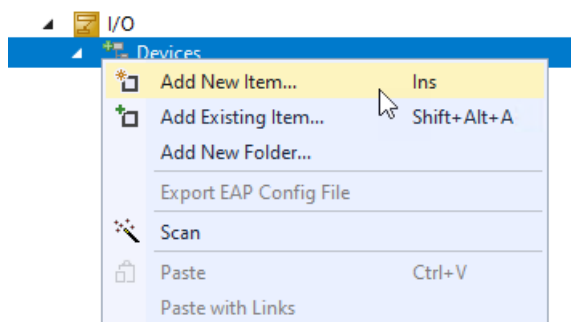 I/O
Devices
Add New Item... Ins
Add Existing Item... Shift+Alt+A
Add New Folder...
Export EAP Config File
Scan
Paste Ctrl+V
Paste with Links